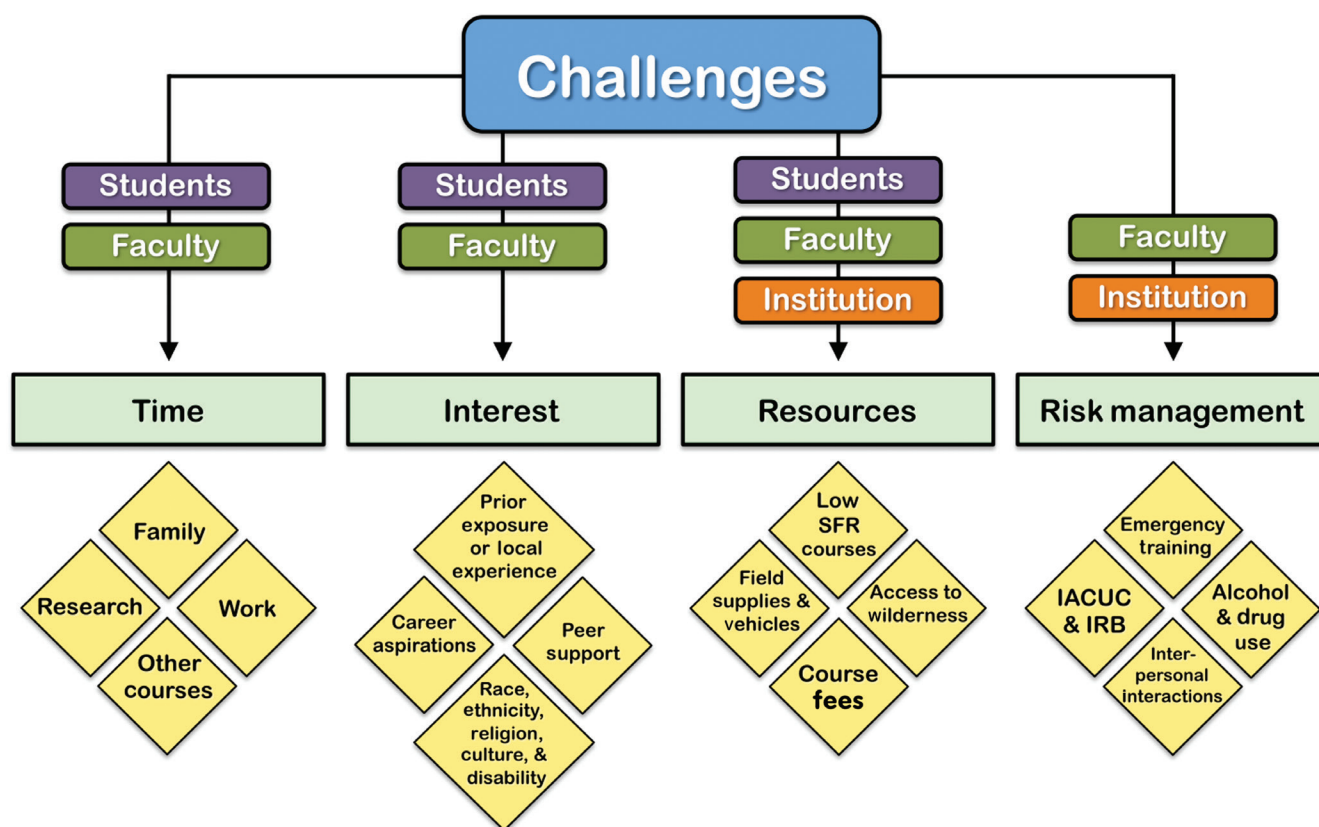 Challenges
Students
Faculty
Students
Faculty
Students
Faculty
Institution
Faculty
Institution
Time
Interest
Resources
Risk management
Family
Research
Work
Other
courses
Prior
exposure
or local
experience
Career
aspirations
Peer
support
Race,
ethnicity,
religion,
culture, &
disability
Low
SFR
courses
Field
supplies &
vehicles
Access to
wilderness
Course
fees
Emergency
training
IACUC
& IRB
Alcohol
& drug
use
Inter-
personal
interactions